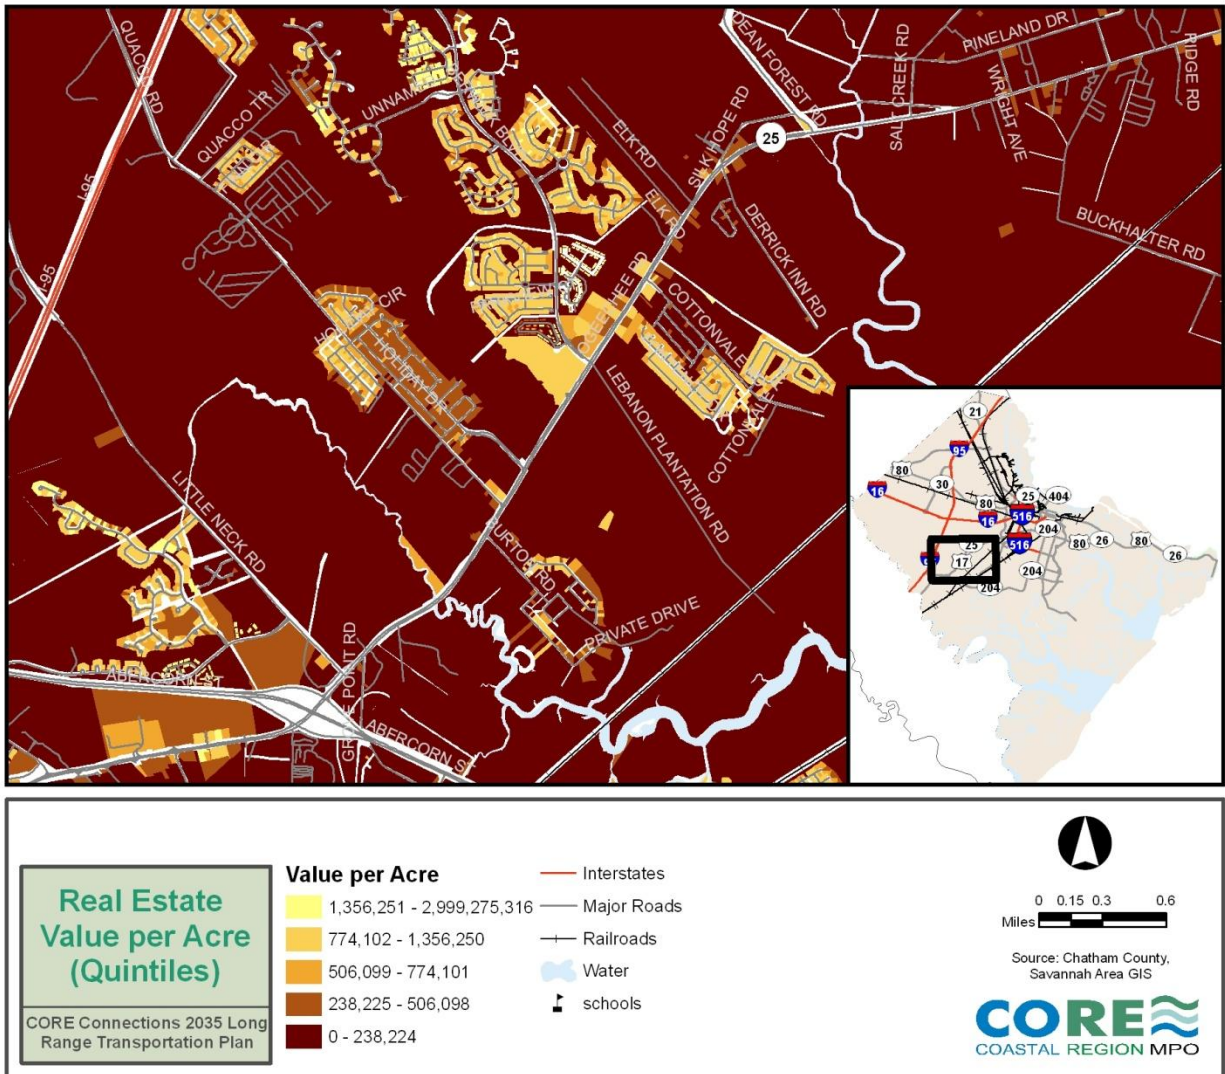 QUACCO RD
QUACCO TR
UNNAM
DEAN FOREST RD
SALT CREEK RD
PINELAND DR
WRIGHT AVE
RIDGE RD
25
ELK RD
SILK HOPE RD
ELK RD
DERRICK INN RD
BUCKHALTER RD
I-95
I-95
HOLIDAY DR
OGEECHEE RD
COTTONVALE
COTTONVALE
LEBANON PLANTATION RD
LITTLE NECK RD
BURTON RD
PRIVATE DRIVE
ABERCORN ST
ABERCORN ST
POINT RD
21
95
80
30
16
80
25
404
516
16
204
516
80
26
26
25
17
204
204
Real Estate
Value per Acre
(Quintiles)
CORE Connections 2035 Long
Range Transportation Plan
Value per Acre
1,356,251 - 2,999,275,316
774,102 - 1,356,250
506,099 - 774,101
238,225 - 506,098
0 - 238,224
Interstates
Major Roads
Railroads
Water
schools
0 0.15 0.3 0.6
Miles
Source: Chatham County,
Savannah Area GIS
CORE
COASTAL REGION MPO